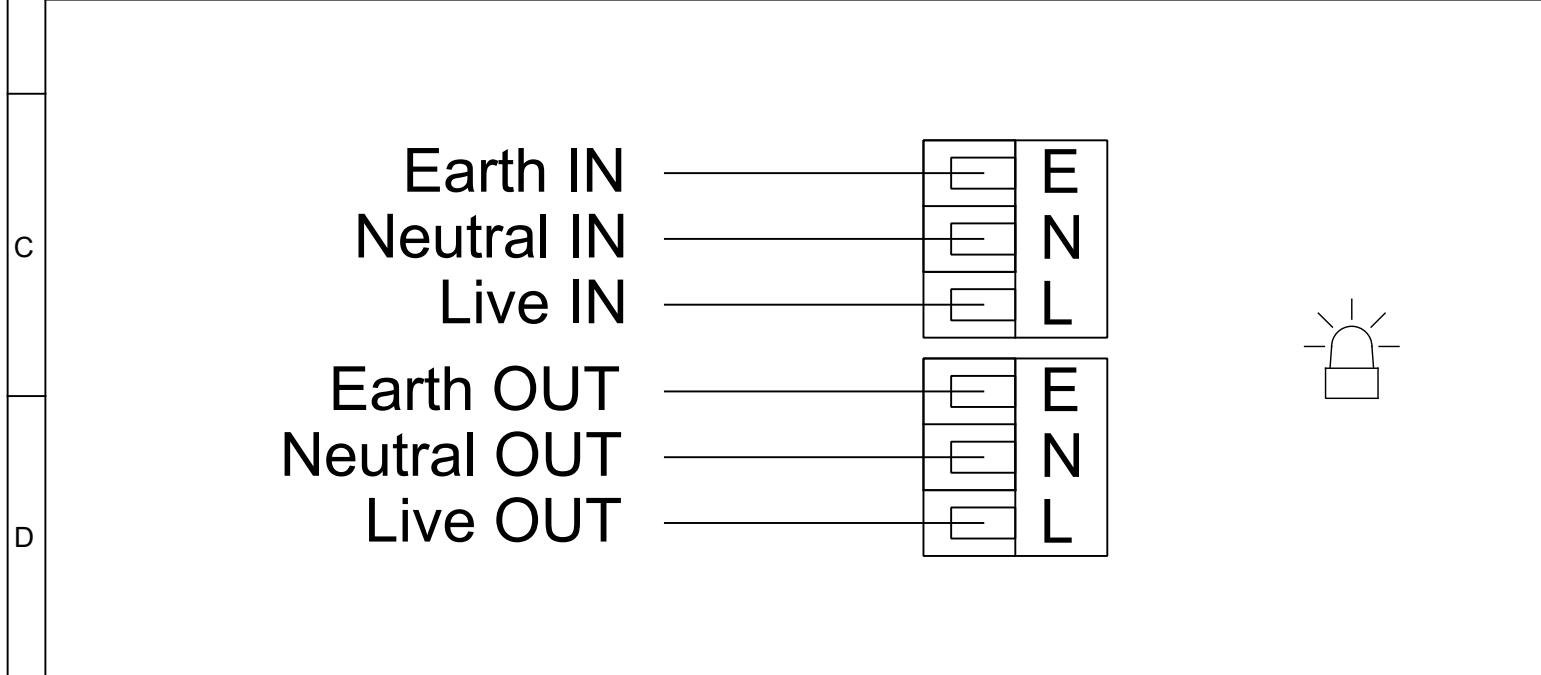 Earth IN E
Neutral IN N
C
Live IN L
Earth OUT E
Neutral OUT N
Live OUT L
D